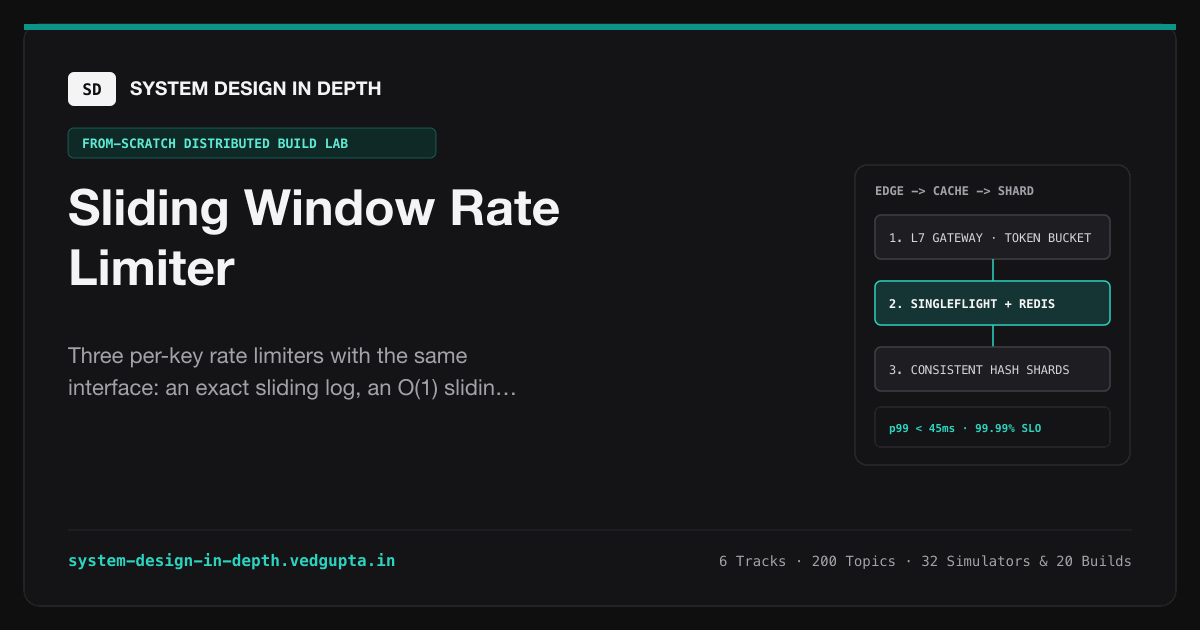 SD SYSTEM DESIGN IN DEPTH
FROM-SCRATCH DISTRIBUTED BUILD LAB
Sliding Window Rate
Limiter
Three per-key rate limiters with the same
interface: an exact sliding log, an O(1) slidin…
EDGE -> CACHE -> SHARD
1. L7 GATEWAY · TOKEN BUCKET
2. SINGLEFLIGHT + REDIS
3. CONSISTENT HASH SHARDS
p99 < 45ms · 99.99% SLO
system-design-in-depth.vedgupta.in
6 Tracks · 200 Topics · 32 Simulators & 20 Builds